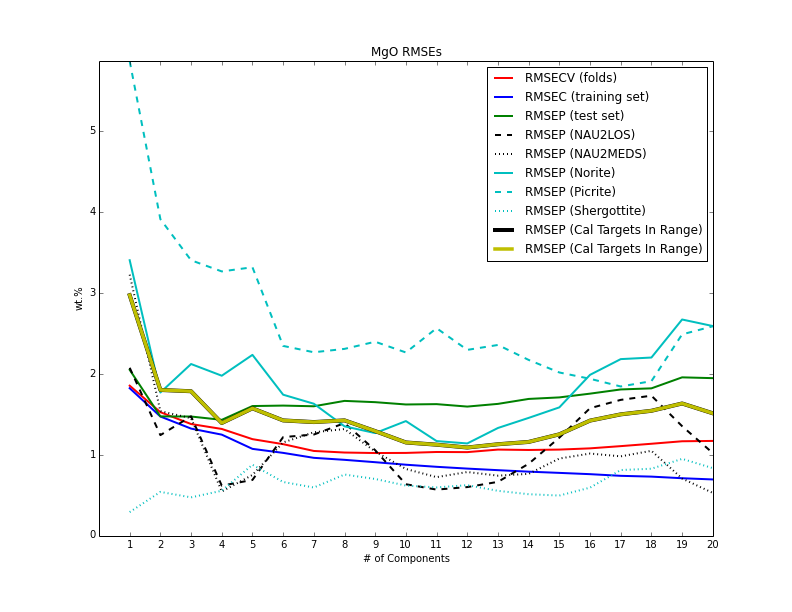 MgO RMSEs
RMSECV (folds)
RMSEC (training set)
RMSEP (test set)
RMSEP (NAU2LOS)
RMSEP (NAU2MEDS)
RMSEP (Norite)
RMSEP (Picrite)
RMSEP (Shergottite)
RMSEP (Cal Targets In Range)
RMSEP (Cal Targets In Range)
wt.%
5
4
3
2
1
0
1 2 3 4 5 6 7 8 9 10 11 12 13 14 15 16 17 18 19 20
# of Components